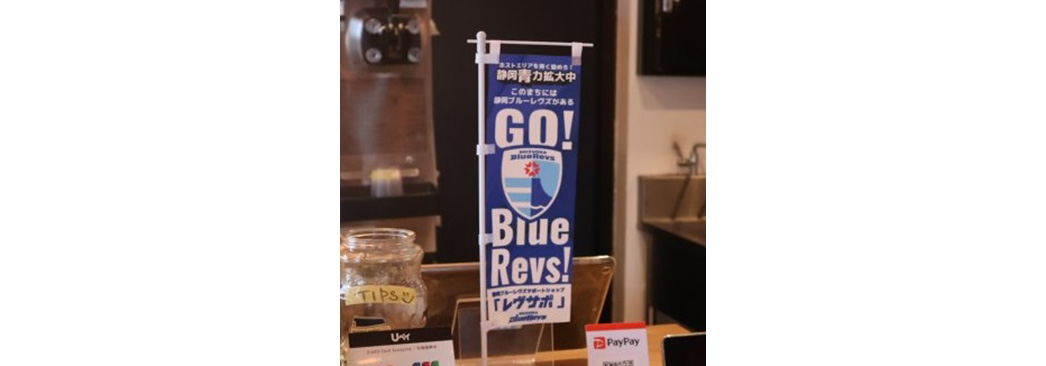 ホストエリアを青く染めろ!
静岡青力拡大中
このまちには
静岡ブルーレヴズがある
GO!
SHIZUOKA
BlueRevs
Blue
Revs!
静岡ブルーレヴズサポートショップ
「レヴサポ」
SHIZUOKA
BlueRevs
TIPS
PayPay